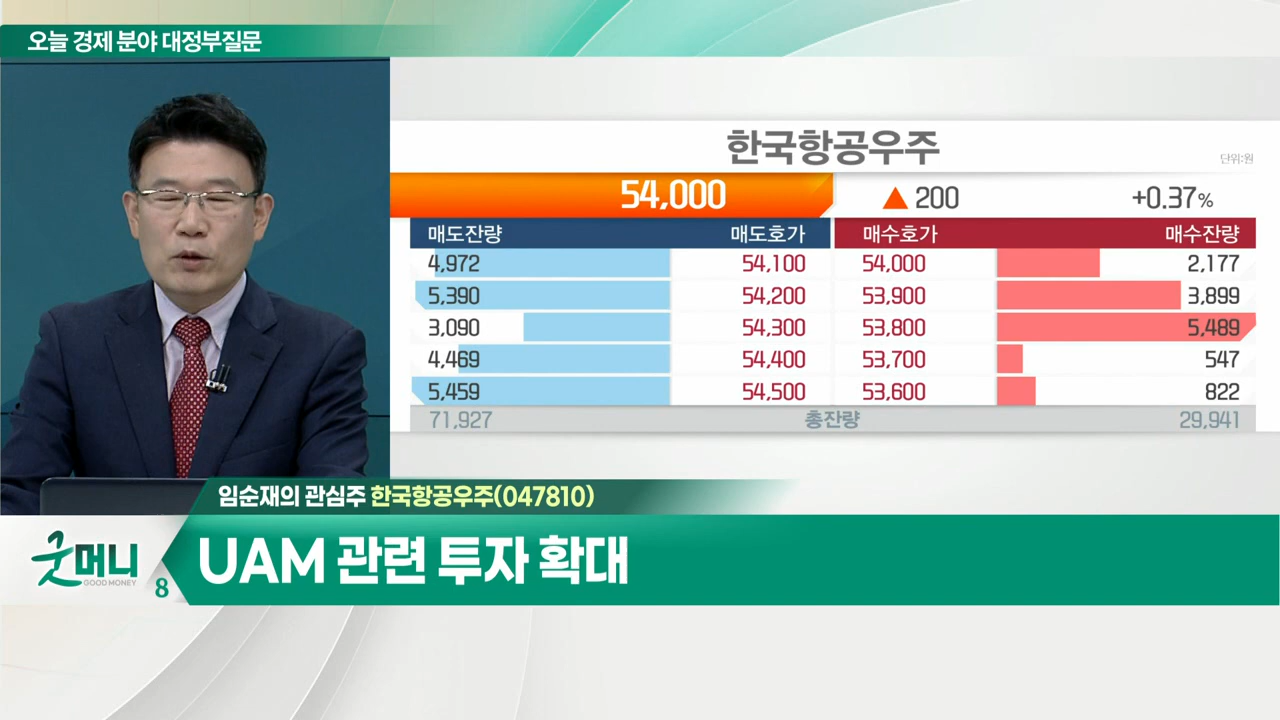 오늘 경제 분야 대정부질문
한국항공우주
단위:원
54,000 ▲ 200 +0.37%
매도잔량 매도호가 매수호가 매수잔량
4,972 54,100 54,000 2,177
5,390 54,200 53,900 3,899
3,090 54,300 53,800 5,489
4,469 54,400 53,700 547
5,459 54,500 53,600 822
71,927 총잔량 29,941
임순재의 관심주 한국항공우주(047810)
굿머니
GOOD MONEY
8
UAM 관련 투자 확대